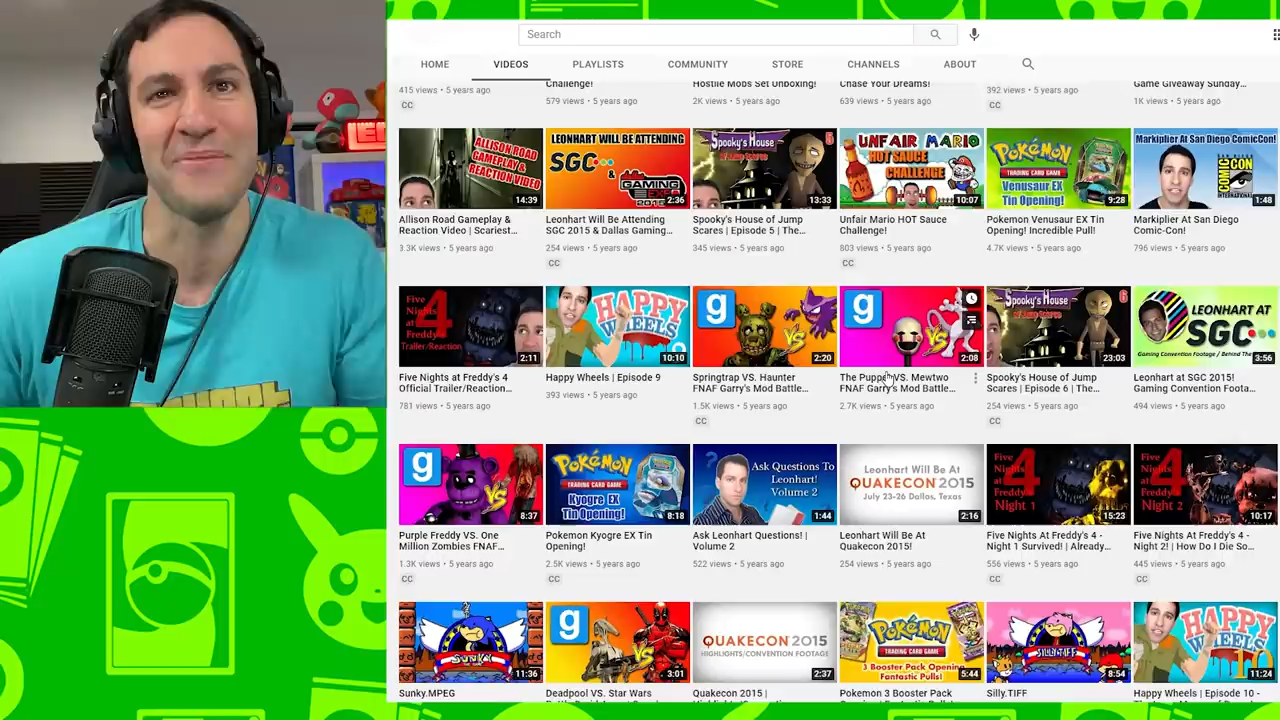 Search
HOME
VIDEOS
PLAYLISTS
COMMUNITY
STORE
CHANNELS
ABOUT
415 views • 5 years ago
CC
Challenge!
579 views • 5 years ago
Hostile Mobs Set Unboxing!
2K views • 5 years ago
Chase Your Dreams!
639 views • 5 years ago
392 views • 5 years ago
CC
Game Giveaway Sunday...
1K views • 5 years ago
ALLISON ROAD
GAMEPLAY &
REACTION VIDEO
14:39
Allison Road Gameplay &
Reaction Video | Scariest...
3.3K views • 5 years ago
LEONHART WILL BE ATTENDING
SGC
&
GAMING
2:36
Leonhart Will Be Attending
SGC 2015 & Dallas Gaming...
254 views • 5 years ago
CC
Spooky's House
of Jump Scares
5
13:33
Spooky's House of Jump
Scares | Episode 5 | The...
345 views • 5 years ago
UNFAIR MARIO
HOT SAUCE
CHALLENGE
10:07
Unfair Mario HOT Sauce
Challenge!
803 views • 5 years ago
CC
POKéMON
TRADING CARD GAME
Venusaur EX
Tin Opening!
9:28
Pokemon Venusaur EX Tin
Opening! Incredible Pull!
4.7K views • 5 years ago
Markiplier At San Diego ComicCon!
COMIC
CON
1:48
Markiplier At San Diego
Comic-Con!
796 views • 5 years ago
Five
Nights
at
Freddy's
4
Trailer/Reaction
2:11
Five Nights at Freddy's 4
Official Trailer/Reaction...
781 views • 5 years ago
HAPPY
WHEELS
10:10
Happy Wheels | Episode 9
393 views • 5 years ago
g
VS
2:20
Springtrap VS. Haunter
FNAF Garry's Mod Battle...
1.5K views • 5 years ago
CC
g
VS
2:08
The Puppet VS. Mewtwo
FNAF Garry's Mod Battle...
2.7K views • 5 years ago
Spooky's House
of Jump Scares
6
23:03
Spooky's House of Jump
Scares | Episode 6 | The...
254 views • 5 years ago
CC
LEONHART AT
SGC
Gaming Convention Footage / Behind The
3:56
Leonhart at SGC 2015!
Gaming Convention Foota...
494 views • 5 years ago
g
VS
8:37
Purple Freddy VS. One
Million Zombies FNAF...
1.3K views • 5 years ago
CC
POKéMON
TRADING CARD GAME
Kyogre EX
Tin Opening!
8:18
Pokemon Kyogre EX Tin
Opening!
2.5K views • 5 years ago
CC
Ask Questions To
Leonhart!
Volume 2
1:44
Ask Leonhart Questions! |
Volume 2
522 views • 5 years ago
Leonhart Will Be At
QUAKECON 2015
July 23-26 Dallas, Texas
2:16
Leonhart Will Be At
Quakecon 2015!
254 views • 5 years ago
Five
Nights
at
Freddy's
4
Night 1
15:23
Five Nights At Freddy's 4 -
Night 1 Survived! | Already...
556 views • 5 years ago
CC
Five
Nights
at
Freddy's
4
Night 2
10:17
Five Nights At Freddy's 4 -
Night 2! | How Do I Die So...
445 views • 5 years ago
CC
SUNKY
11:36
Sunky.MPEG
g
VS
3:01
Deadpool VS. Star Wars
QUAKECON 2015
HIGHLIGHTS/CONVENTION FOOTAGE
2:37
Quakecon 2015 |
POKéMON
TRADING CARD GAME
3 Booster Pack Opening
Fantastic Pulls!
5:44
Pokemon 3 Booster Pack
SILLY.TIFF
8:54
Silly.TIFF
HAPPY
WHEELS
10
11:24
Happy Wheels | Episode 10 -